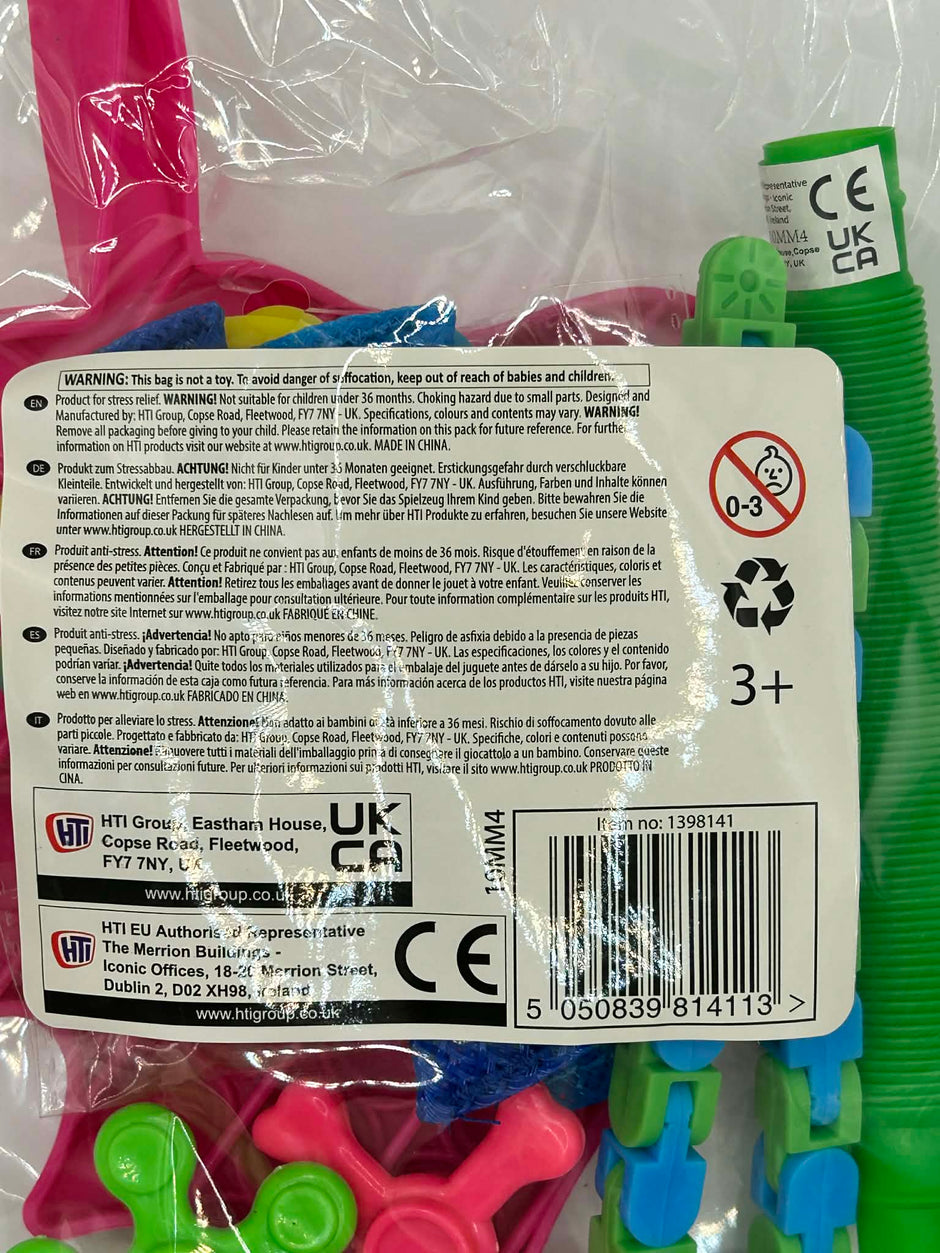 presentative
Iconic
Street,
Ireland
0MM4
use, Copse
Y, UK
CE
UK
CA
WARNING: This bag is not a toy. To avoid danger of suffocation, keep out of reach of babies and children.
EN
Product for stress relief. WARNING! Not suitable for children under 36 months. Choking hazard due to small parts. Designed and
Manufactured by: HTI Group, Copse Road, Fleetwood, FY7 7NY - UK. Specifications, colours and contents may vary. WARNING!
Remove all packaging before giving to your child. Please retain the information on this pack for future reference. For further
information on HTI products visit our website at www.htigroup.co.uk. MADE IN CHINA.
DE
Produkt zum Stressabbau. ACHTUNG! Nicht für Kinder unter 36 Monaten geeignet. Erstickungsgefahr durch verschluckbare
Kleinteile. Entwickelt und hergestellt von: HTI Group, Copse Road, Fleetwood, FY7 7NY - UK. Ausführung, Farben und Inhalte können
variieren. ACHTUNG! Entfernen Sie die gesamte Verpackung, bevor Sie das Spielzeug Ihrem Kind geben. Bitte bewahren Sie die
Informationen auf dieser Packung für späteres Nachlesen auf. Um mehr über HTI Produkte zu erfahren, besuchen Sie unsere Website
unter www.htigroup.co.uk HERGESTELLT IN CHINA.
FR
Produit anti-stress. Attention! Ce produit ne convient pas aux enfants de moins de 36 mois. Risque d'étouffement en raison de la
présence des petites pièces. Conçu et Fabriqué par : HTI Group, Copse Road, Fleetwood, FY7 7NY - UK. Les caractéristiques, coloris et
contenus peuvent varier. Attention! Retirez tous les emballages avant de donner le jouet à votre enfant. Veuillez conserver les
informations mentionnées sur l'emballage pour consultation ultérieure. Pour toute information complémentaire sur les produits HTI,
visitez notre site Internet sur www.htigroup.co.uk FABRIQUÉ EN CHINE.
ES
Produit anti-stress. ¡Advertencia! No apto para niños menores de 36 meses. Peligro de asfixia debido a la presencia de piezas
pequeñas. Diseñado y fabricado por: HTI Group, Copse Road, Fleetwood, FY7 7NY - UK. Las especificaciones, los colores y el contenido
podrían variar. ¡Advertencia! Quite todos los materiales utilizados para el embalaje del juguete antes de dárselo a su hijo. Por favor,
conserve la información de esta caja como futura referencia. Para más información acerca de los productos HTI, visite nuestra página
web en www.htigroup.co.uk FABRICADO EN CHINA.
IT
Prodotto per alleviare lo stress. Attenzione! Non adatto ai bambini di età inferiore a 36 mesi. Rischio di soffocamento dovuto alle
parti piccole. Progettato e fabbricato da: HTI Group, Copse Road, Fleetwood, FY7 7NY - UK. Specifiche, colori e contenuti possono
variare. Attenzione! Rimuovere tutti i materiali dell'imballaggio prima di consegnare il giocattolo a un bambino. Conservare queste
informazioni per consultazioni future. Per ulteriori informazioni sui prodotti HTI, visitare il sito www.htigroup.co.uk PRODOTTO IN
CINA.
0-3
3+
HTI
HTI Group, Eastham House,
Copse Road, Fleetwood,
FY7 7NY, UK
UK
CA
www.htigroup.co.uk
HTI
HTI EU Authorised Representative
The Merrion Buildings -
Iconic Offices, 18-20 Merrion Street,
Dublin 2, D02 XH98, Ireland
CE
www.htigroup.co.uk
10MM4
Item no: 1398141
5 050839 814113 >